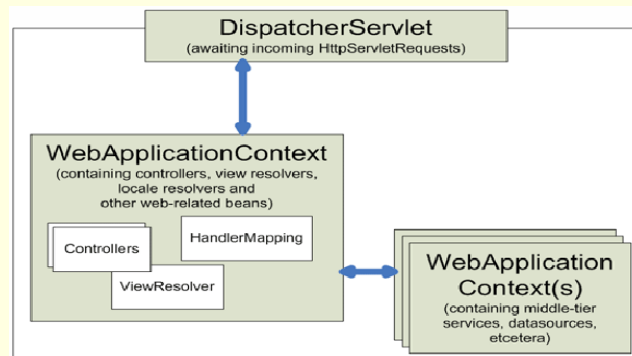 DispatcherServlet
(awaiting incoming HttpServletRequests)
WebApplicationContext
(containing controllers, view resolvers,
locale resolvers and
other web-related beans)
HandlerMapping
Controllers
ViewResolver
WebApplication
Context(s)
(containing middle-tier
services, datasources,
etcetera)